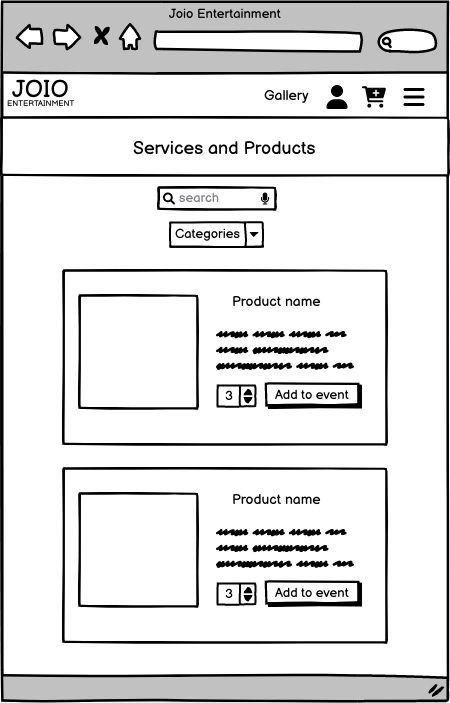 Joio Entertainment
JOIO
ENTERTAINMENT
Gallery
Services and Products
search
Categories
Product name
3
Add to event
Product name
3
Add to event